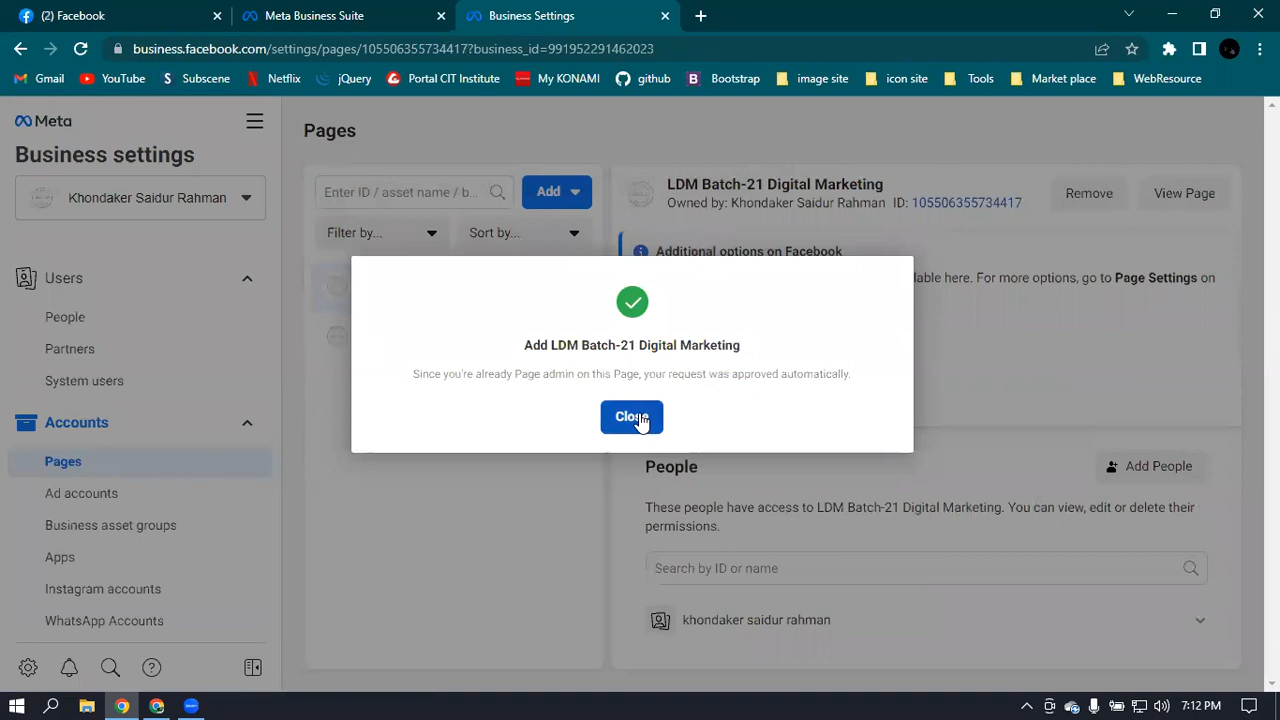 (2) Facebook
Meta Business Suite
Business Settings
business.facebook.com/settings/pages/105506355734417?business_id=991952291462023
Gmail
YouTube
Subscene
Netflix
jQuery
Portal CIT Institute
My KONAMI
github
Bootstrap
image site
icon site
Tools
Market place
WebResource
Meta
Business settings
Khondaker Saidur Rahman
Users
People
Partners
System users
Accounts
Pages
Ad accounts
Business asset groups
Apps
Instagram accounts
WhatsApp Accounts
Pages
Enter ID / asset name / b...
Add
Filter by...
Sort by...
LDM Batch-21 Digital Marketing
Owned by: Khondaker Saidur Rahman ID: 105506355734417
Remove
View Page
Additional options on Facebook
lable here. For more options, go to Page Settings on
Add LDM Batch-21 Digital Marketing
Since you're already Page admin on this Page, your request was approved automatically.
Close
People
Add People
These people have access to LDM Batch-21 Digital Marketing. You can view, edit or delete their
permissions.
Search by ID or name
khondaker saidur rahman
7:12 PM